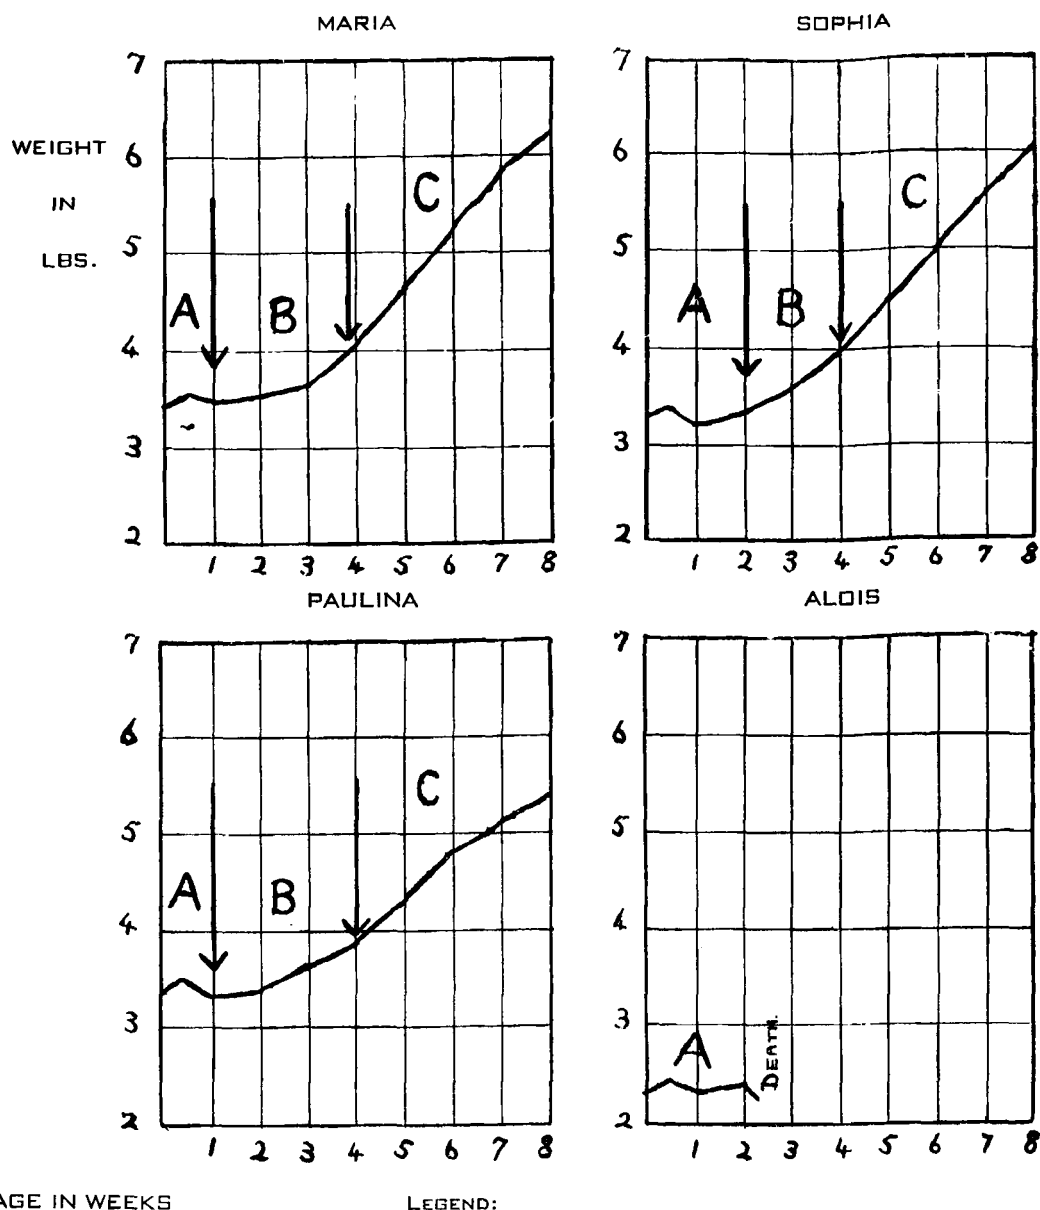 MARIA
SOPHIA
7
6
5
4
3
2
WEIGHT
IN
LBS.
A
B
C
1 2 3 4 5 6 7 8
7
6
5
4
3
2
A
B
C
1 2 3 4 5 6 7 8
PAULINA
ALOIS
7
6
5
4
3
2
A
B
C
1 2 3 4 5 6 7 8
7
6
5
4
3
2
A
DEATH.
1 2 3 4 5 6 7 8
AGE IN WEEKS
LEGEND: